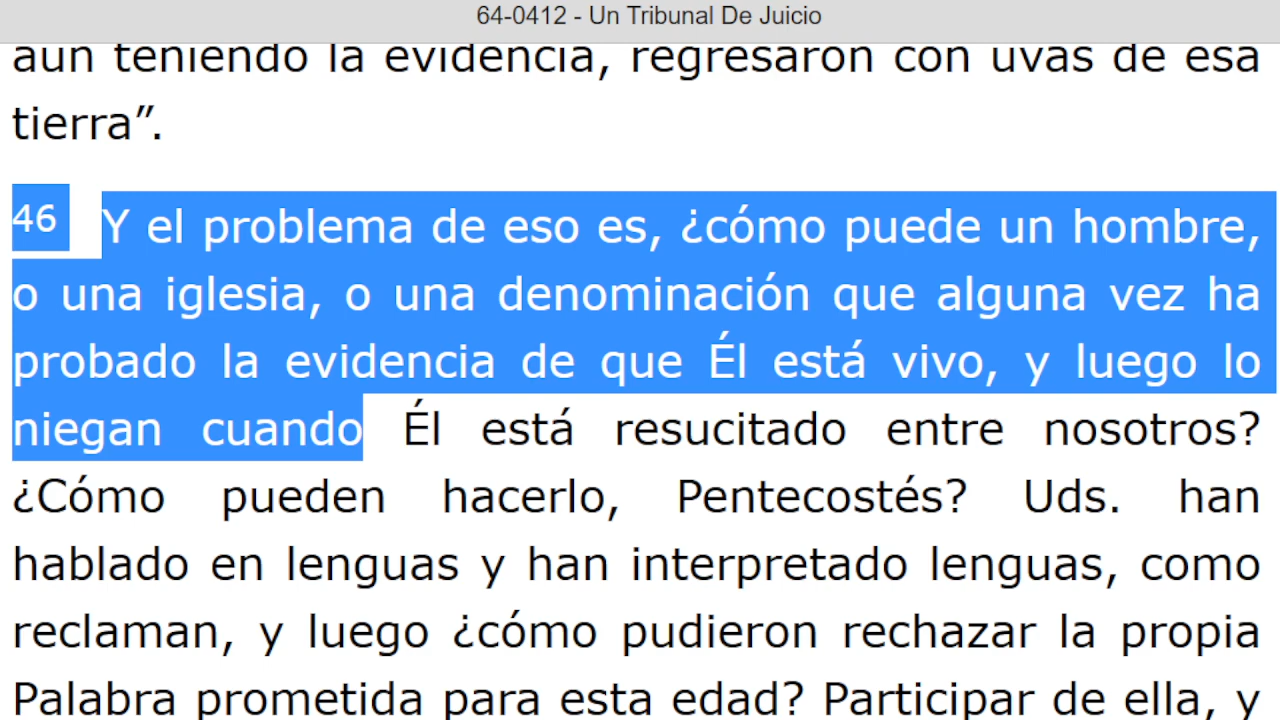 64-0412 - Un Tribunal De Juicio
aun teniendo la evidencia, regresaron con uvas de esa
tierra”.
46 Y el problema de eso es, ¿cómo puede un hombre,
o una iglesia, o una denominación que alguna vez ha
probado la evidencia de que Él está vivo, y luego lo
niegan cuando Él está resucitado entre nosotros?
¿Cómo pueden hacerlo, Pentecostés? Uds. han
hablado en lenguas y han interpretado lenguas, como
reclaman, y luego ¿cómo pudieron rechazar la propia
Palabra prometida para esta edad? Participar de ella, y